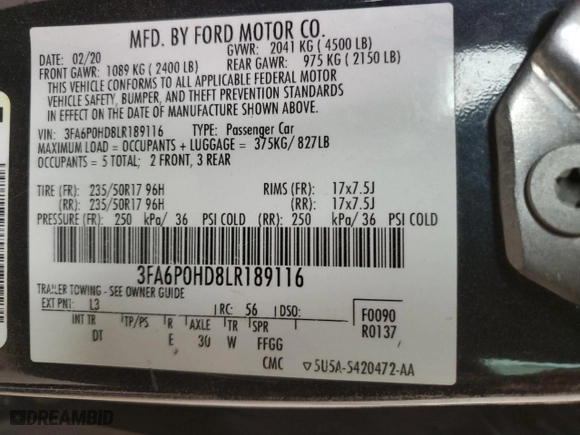 MFD. BY FORD MOTOR CO.
DATE: 02/20 GVWR: 2041 KG (4500 LB)
FRONT GAWR: 1089 KG (2400 LB) REAR GAWR: 975 KG (2150 LB)
THIS VEHICLE CONFORMS TO ALL APPLICABLE FEDERAL MOTOR
VEHICLE SAFETY, BUMPER, AND THEFT PREVENTION STANDARDS
IN EFFECT ON THE DATE OF MANUFACTURE SHOWN ABOVE.
VIN: 3FA6P0HD8LR189116 TYPE: Passenger Car
MAXIMUM LOAD = OCCUPANTS + LUGGAGE = 375KG/ 827LB
OCCUPANTS = 5 TOTAL; 2 FRONT, 3 REAR
TIRE (FR): 235/50R17 96H RIMS (FR): 17x7.5J
(RR): 235/50R17 96H (RR): 17x7.5J
PRESSURE (FR): 250 kPa/ 36 PSI COLD (RR): 250 kPa/ 36 PSI COLD
3FA6P0HD8LR189116
TRAILER TOWING - SEE OWNER GUIDE
EXT PNT: L3 RC: 56 DSO:
INT TR TP/PS R AXLE TR SPR
DT E 30 W FFGG
F0090
R0137
CMC ▽5U5A-5420472-AA
DREAMBID